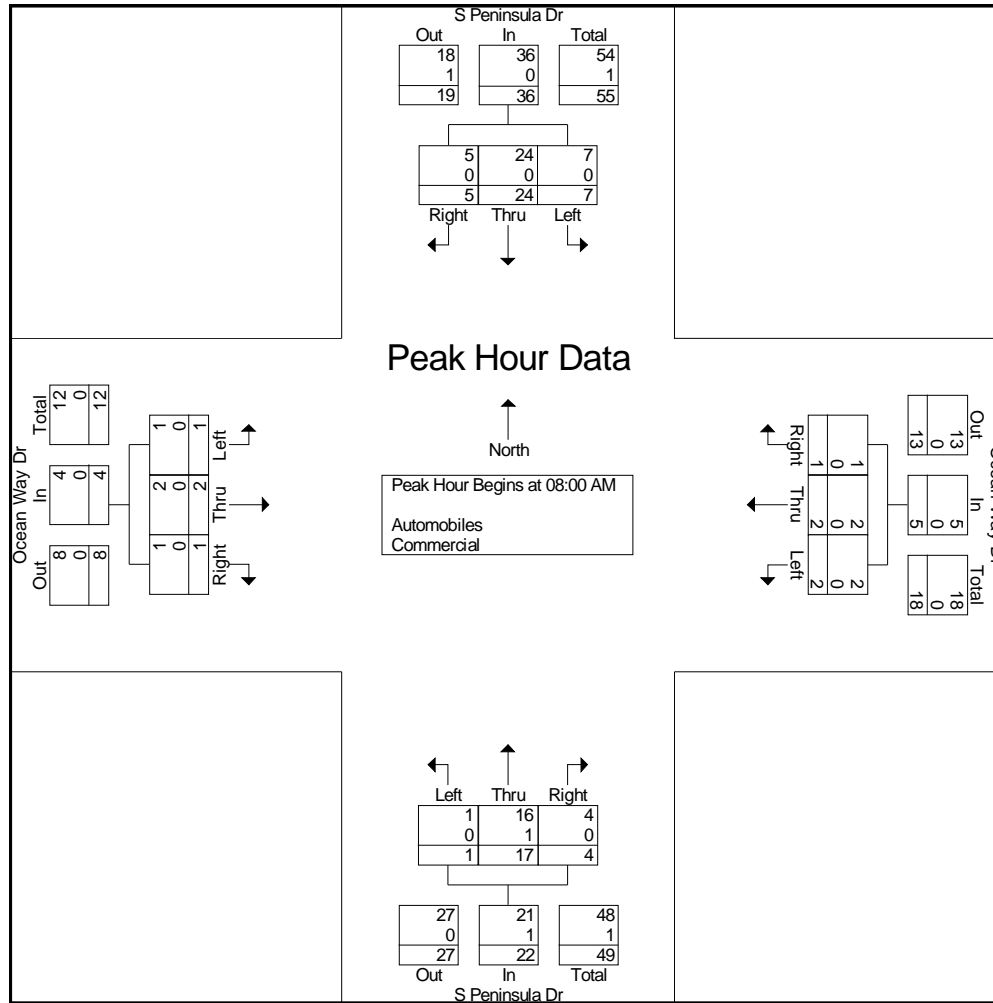 S Peninsula Dr
Out In Total
18 36 54
1 0 1
19 36 55
5 24 7
0 0 0
5 24 7
Right Thru Left
Peak Hour Data
North
Peak Hour Begins at 08:00 AM
Automobiles
Commercial
Ocean Way Dr
Total In Out
12 4 8
0 0 0
12 4 8
1 2 1
0 0 0
1 2 1
Left Thru Right
Right Thru Left
1 2 2
0 0 0
1 2 2
Out In Total
13 5 18
0 0 0
13 5 18
Ocean Way Dr
Left Thru Right
1 16 4
0 1 0
1 17 4
27 21 48
0 1 1
27 22 49
Out In Total
S Peninsula Dr